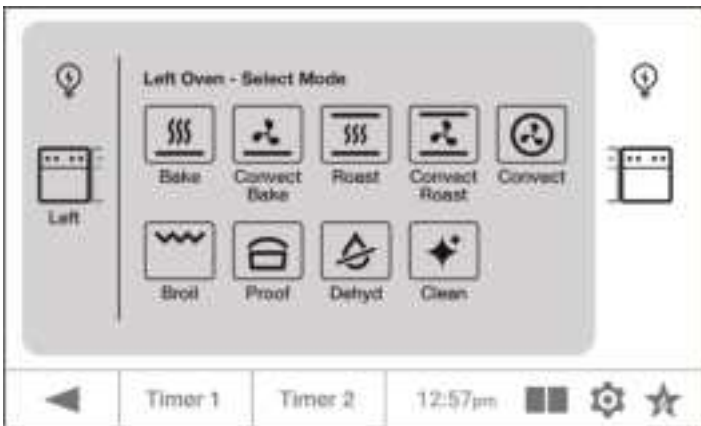 Left Oven - Select Mode
Bake
Convect
Bake
Roast
Convect
Roast
Convect
Left
Broil
Proof
Dehyd
Clean
Timer 1
Timer 2
12:57pm